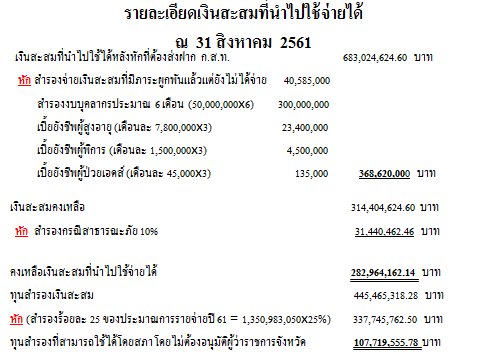 รายละเอียดเงินสะสมที่นำไปใช้จ่ายได้
ณ 31 สิงหาคม 2561
เงินสะสมที่นำไปใช้ได้หลังหักที่ต้องส่งฝาก ก.ส.ท. 683,024,624.60 บาท
หัก สำรองจ่ายเงินสะสมที่มีภาระผูกพันแล้วแต่ยังไม่ได้จ่าย 40,585,000
สำรองงบบุคลากรประมาณ 6 เดือน (50,000,000X6) 300,000,000
เบี้ยยังชีพผู้สูงอายุ (เดือนละ 7,800,000X3) 23,400,000
เบี้ยยังชีพผู้พิการ (เดือนละ 1,500,000X3) 4,500,000
เบี้ยยังชีพผู้ป่วยเอดส์ (เดือนละ 45,000X3) 135,000 368,620,000 บาท
เงินสะสมคงเหลือ 314,404,624.60 บาท
หัก สำรองกรณีสาธารณะภัย 10% 31,440,462.46 บาท
คงเหลือเงินสะสมที่นำไปใช้จ่ายได้ 282,964,162.14 บาท
ทุนสำรองเงินสะสม 445,465,318.28 บาท
หัก (สำรองร้อยละ 25 ของประมาณการรายจ่ายปี 61 = 1,350,983,050X25%) 337,745,762.50 บาท
ทุนสำรองที่สามารถใช้ได้โดยสภาโดยไม่ต้องอนุมัติผู้ว่าราชการจังหวัด 107,719,555.78 บาท